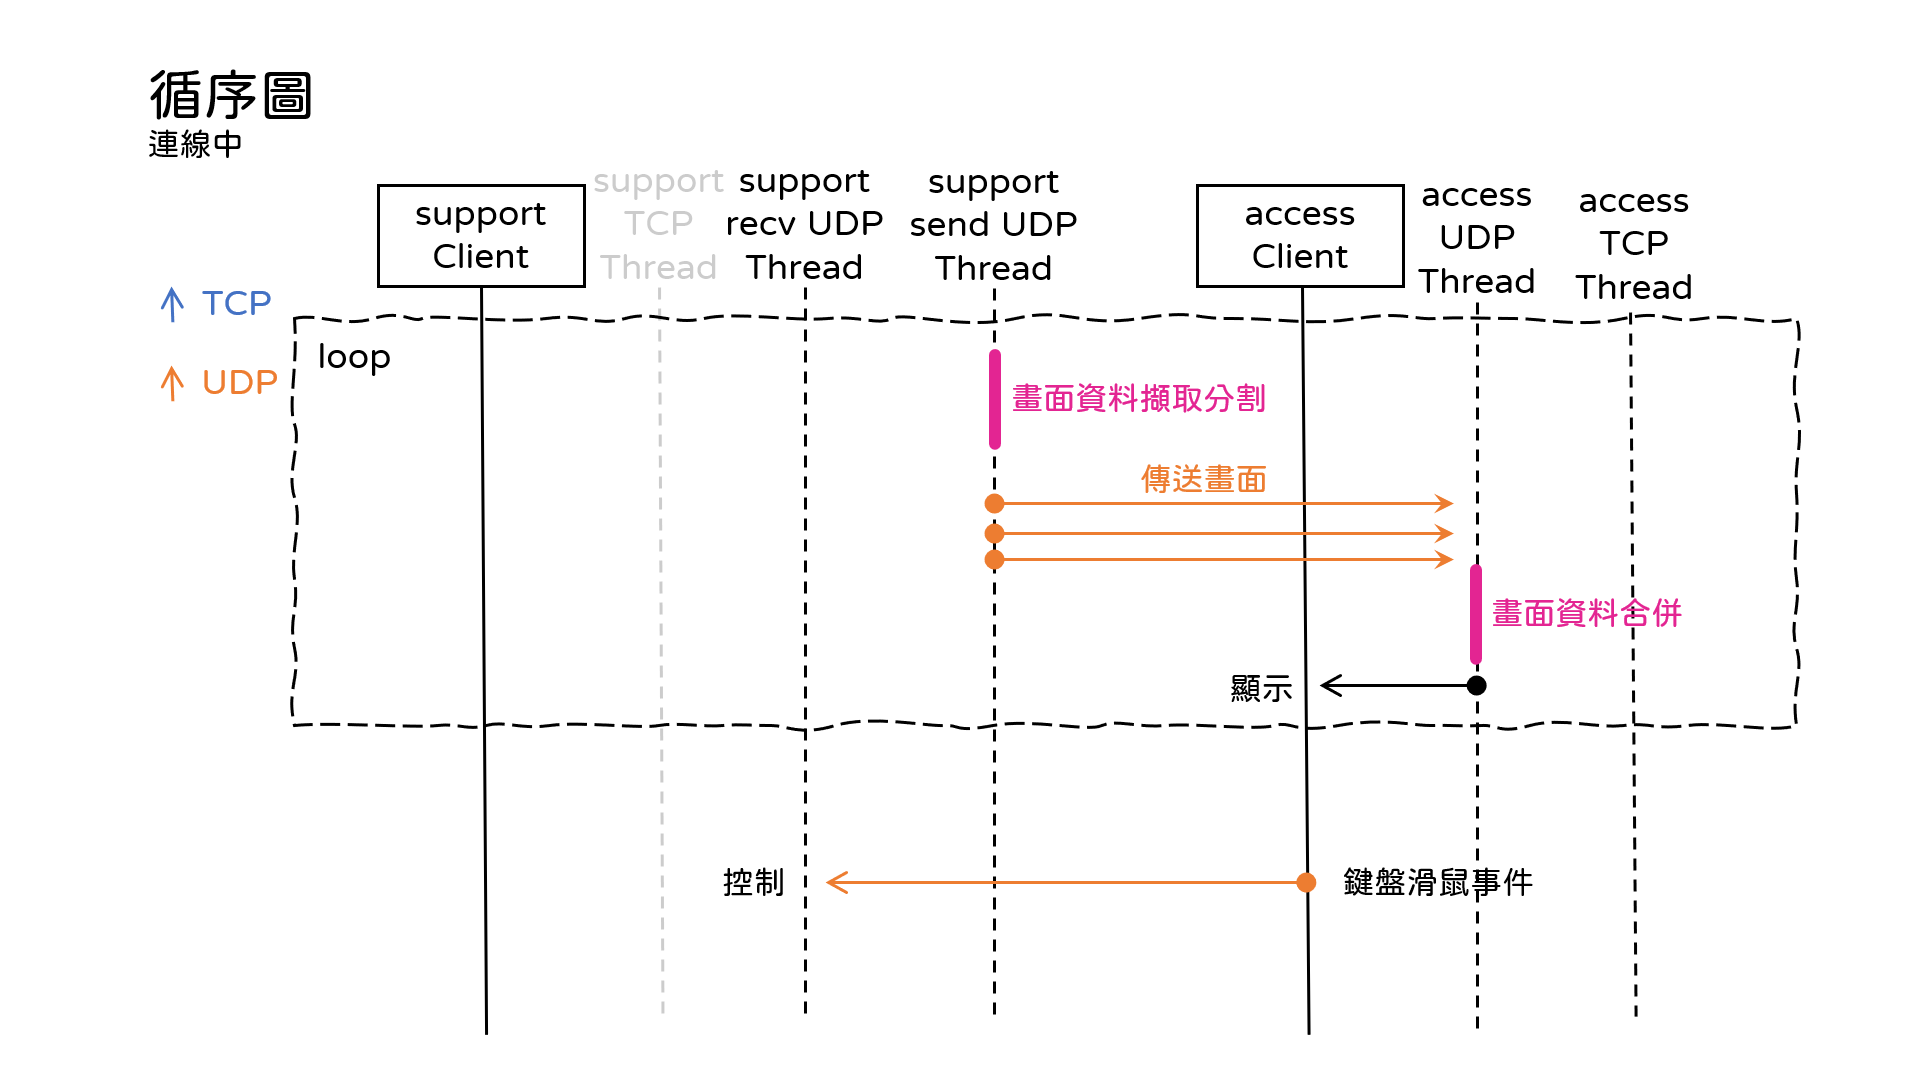 循序圖
連線中
support
Client
support
TCP
Thread
support
recv UDP
Thread
support
send UDP
Thread
access
Client
access
UDP
Thread
access
TCP
Thread
TCP
UDP
loop
畫面資料擷取分割
傳送畫面
畫面資料合併
顯示
控制
鍵盤滑鼠事件